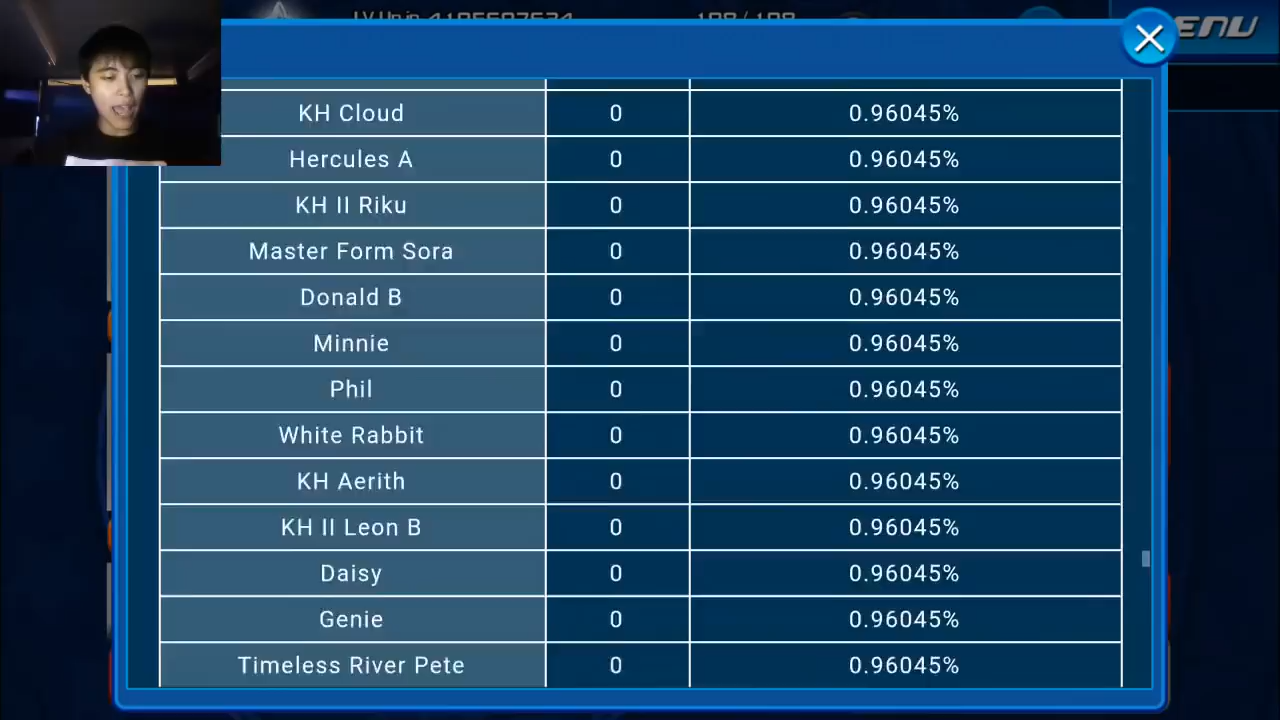 MENU
KH Cloud 0 0.96045%
Hercules A 0 0.96045%
KH II Riku 0 0.96045%
Master Form Sora 0 0.96045%
Donald B 0 0.96045%
Minnie 0 0.96045%
Phil 0 0.96045%
White Rabbit 0 0.96045%
KH Aerith 0 0.96045%
KH II Leon B 0 0.96045%
Daisy 0 0.96045%
Genie 0 0.96045%
Timeless River Pete 0 0.96045%